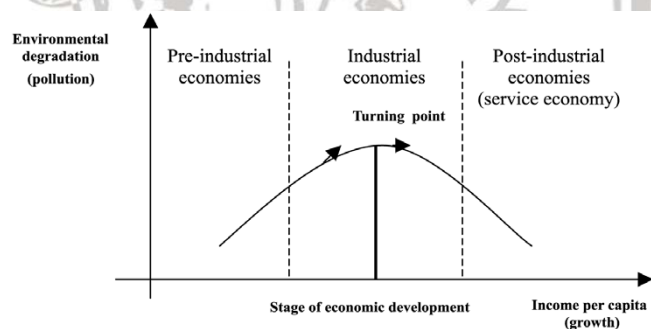 Environmental
degradation
(pollution)
Pre-industrial
economies
Industrial
economies
Post-industrial
economies
(service economy)
Turning point
Stage of economic development
Income per capita
(growth)